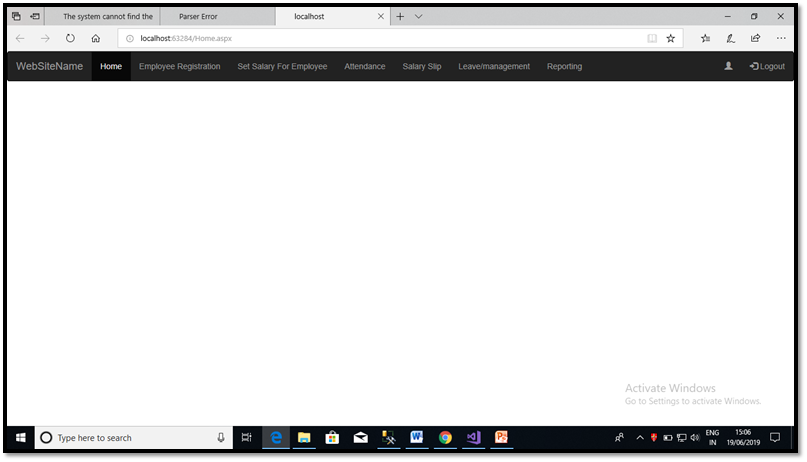 The system cannot find the
Parser Error
localhost
localhost:63284/Home.aspx
WebSiteName Home Employee Registration Set Salary For Employee Attendance Salary Slip Leave/management Reporting Logout
Activate Windows
Go to Settings to activate Windows.
Type here to search
ENG
IN
15:06
19/06/2019